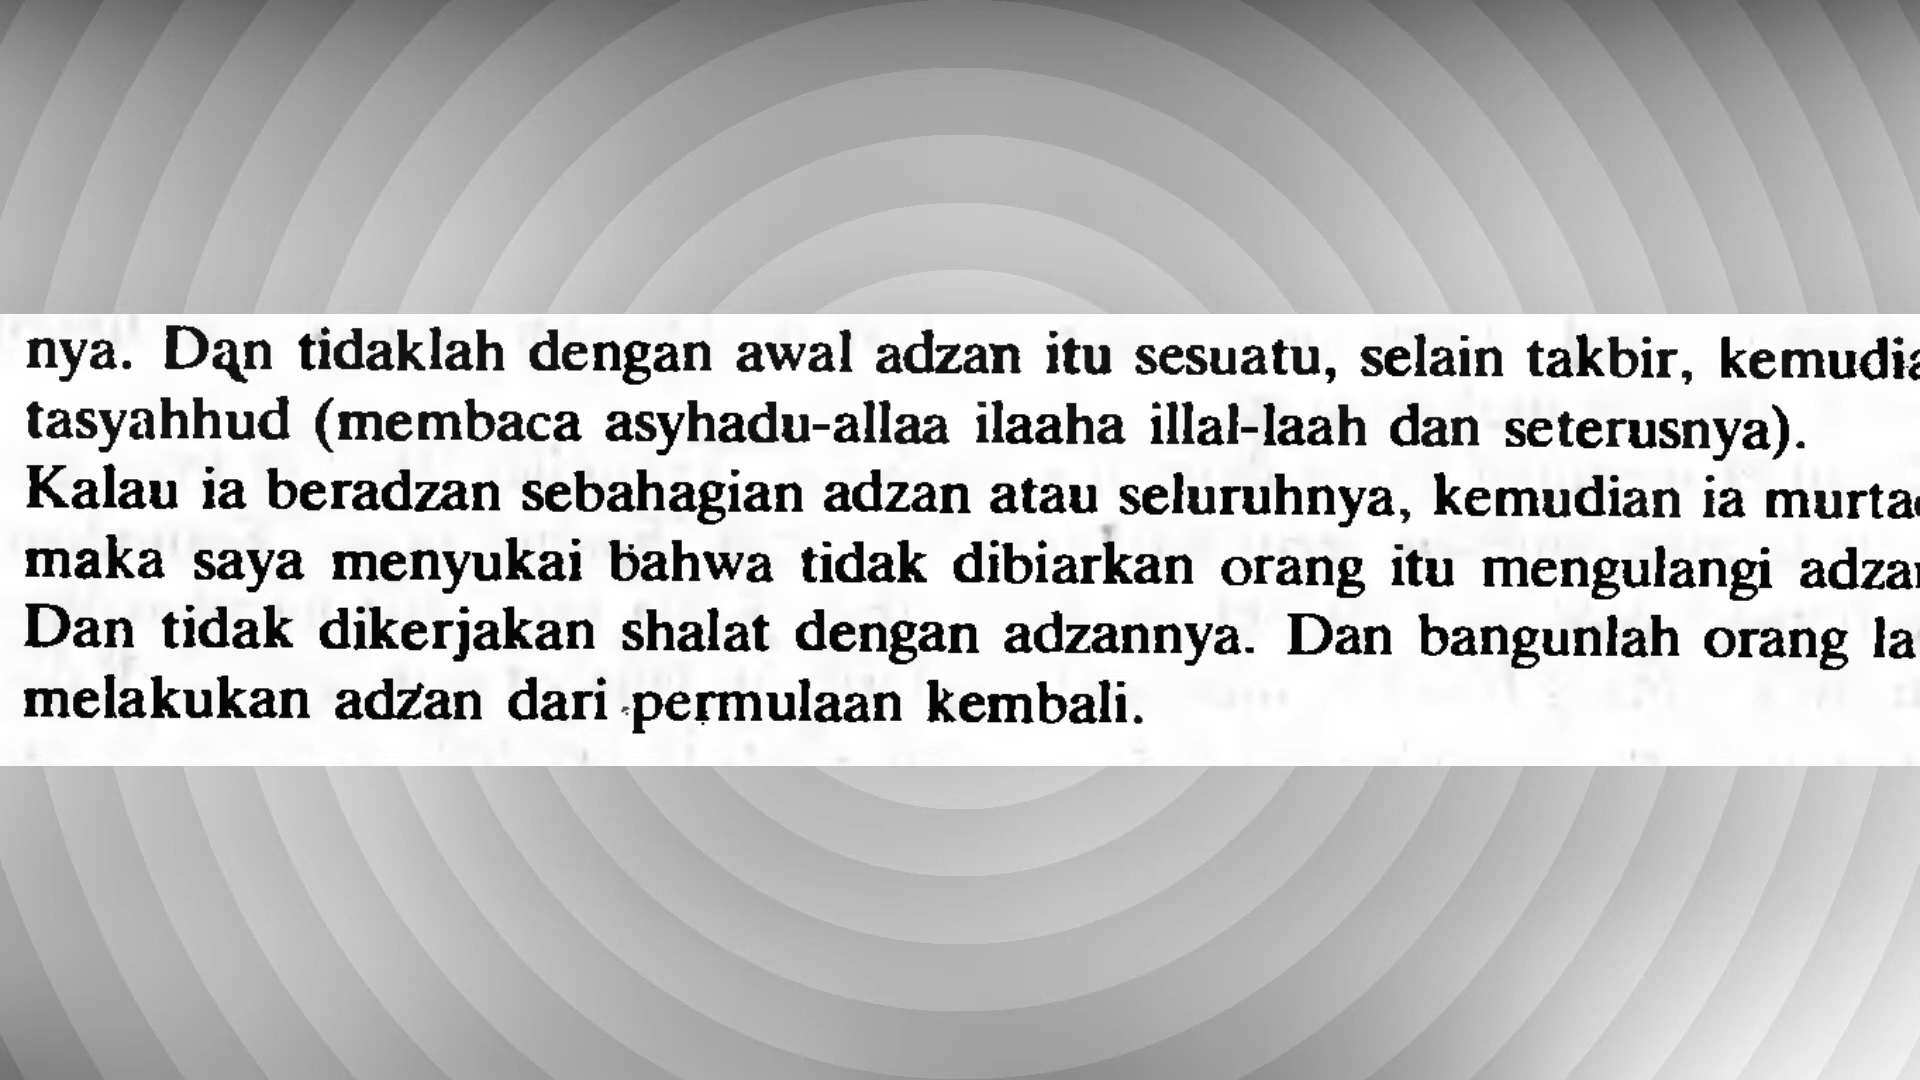 nya. Dan tidaklah dengan awal adzan itu sesuatu, selain takbir, kemudia
tasyahhud (membaca asyhadu-allaa ilaaha illal-laah dan seterusnya).
Kalau ia beradzan sebahagian adzan atau seluruhnya, kemudian ia murta
maka saya menyukai bahwa tidak dibiarkan orang itu mengulangi adza
Dan tidak dikerjakan shalat dengan adzannya. Dan bangunlah orang la
melakukan adzan dari permulaan kembali.